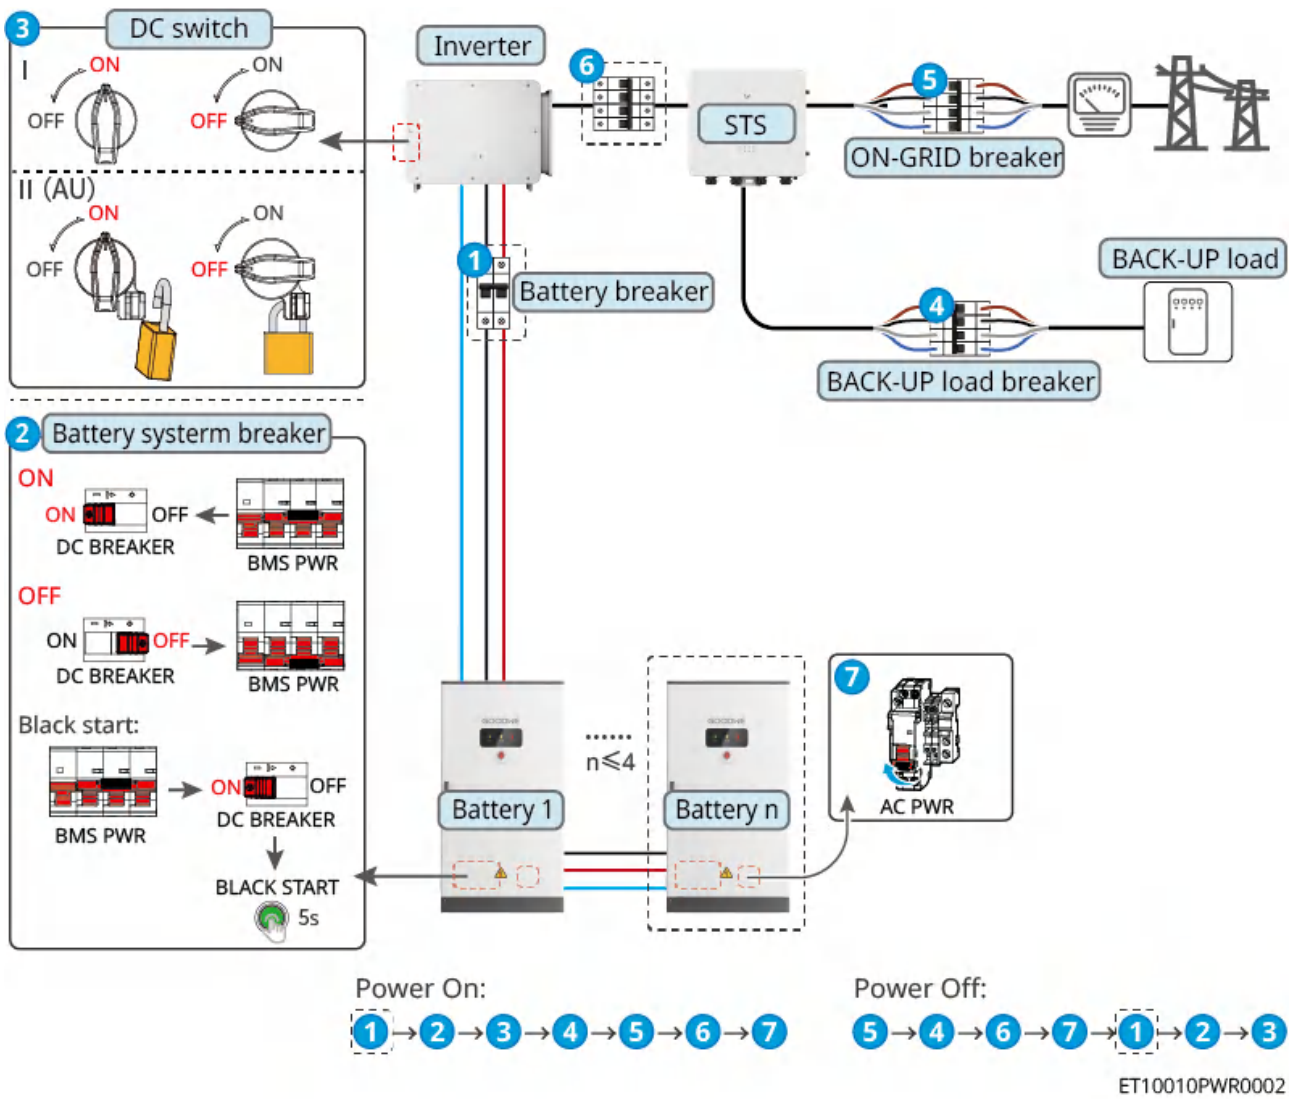 3 DC switch
I
ON
OFF
ON
OFF
II (AU)
ON
OFF
ON
OFF
Inverter
6
STS
5
ON-GRID breaker
1
Battery breaker
BACK-UP load
4
BACK-UP load breaker
2 Battery systerm breaker
ON
ON OFF
DC BREAKER
BMS PWR
OFF
ON OFF
DC BREAKER
BMS PWR
Black start:
BMS PWR
ON OFF
DC BREAKER
BLACK START
5s
......
n≤4
Battery 1
Battery n
7
AC PWR
Power On:
1 → 2 → 3 → 4 → 5 → 6 → 7
Power Off:
5 → 4 → 6 → 7 → 1 → 2 → 3
ET10010PWR0002